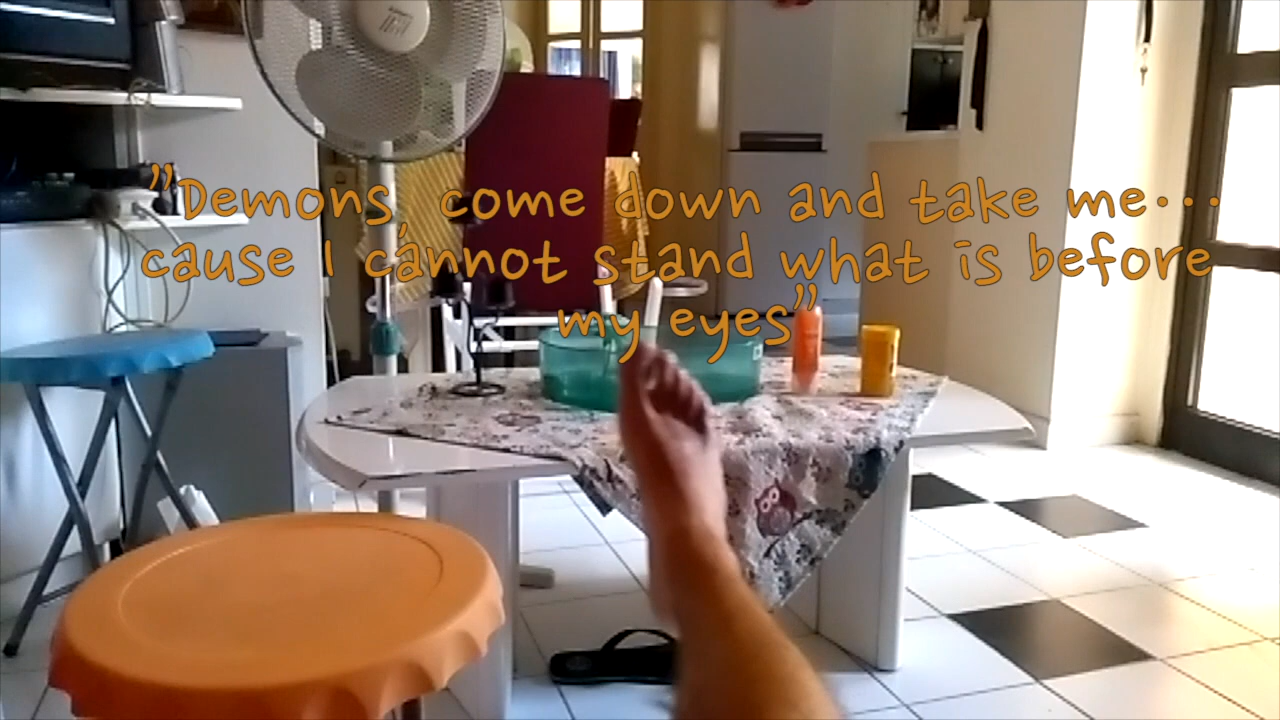 "Demons, come down and take me...
cause I cannot stand what is before
my eyes"